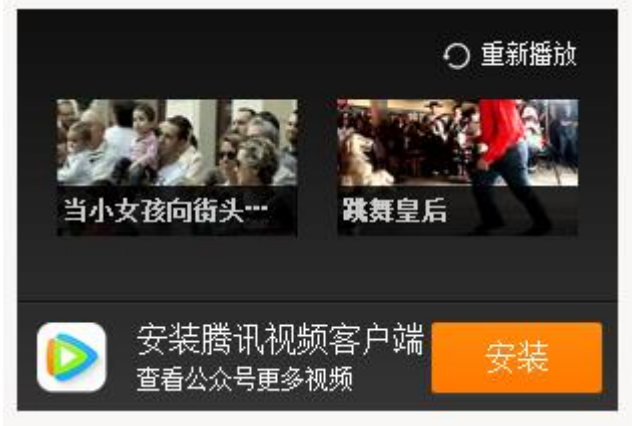 重新播放
当小女孩向街头…
跳舞皇后
安装腾讯视频客户端
查看公众号更多视频
安装